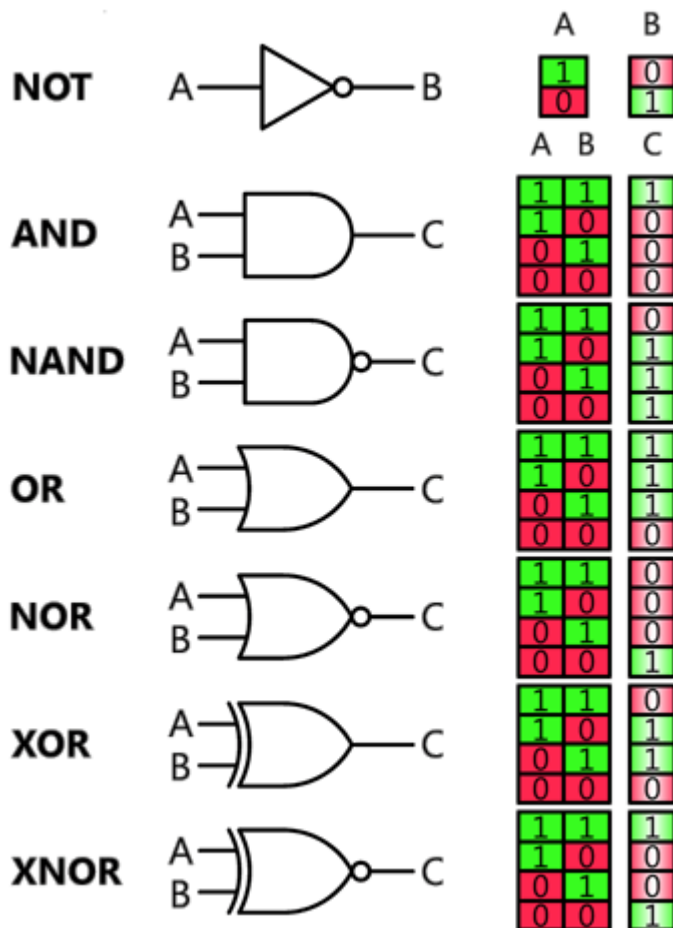 A B
NOT A B 1 0
0 1
A B C
AND A B C 1 1 1
1 0 0
0 1 0
0 0 0
NAND A B C 1 1 0
1 0 1
0 1 1
0 0 1
OR A B C 1 1 1
1 0 1
0 1 1
0 0 0
NOR A B C 1 1 0
1 0 0
0 1 0
0 0 1
XOR A B C 1 1 0
1 0 1
0 1 1
0 0 0
XNOR A B C 1 1 1
1 0 0
0 1 0
0 0 1